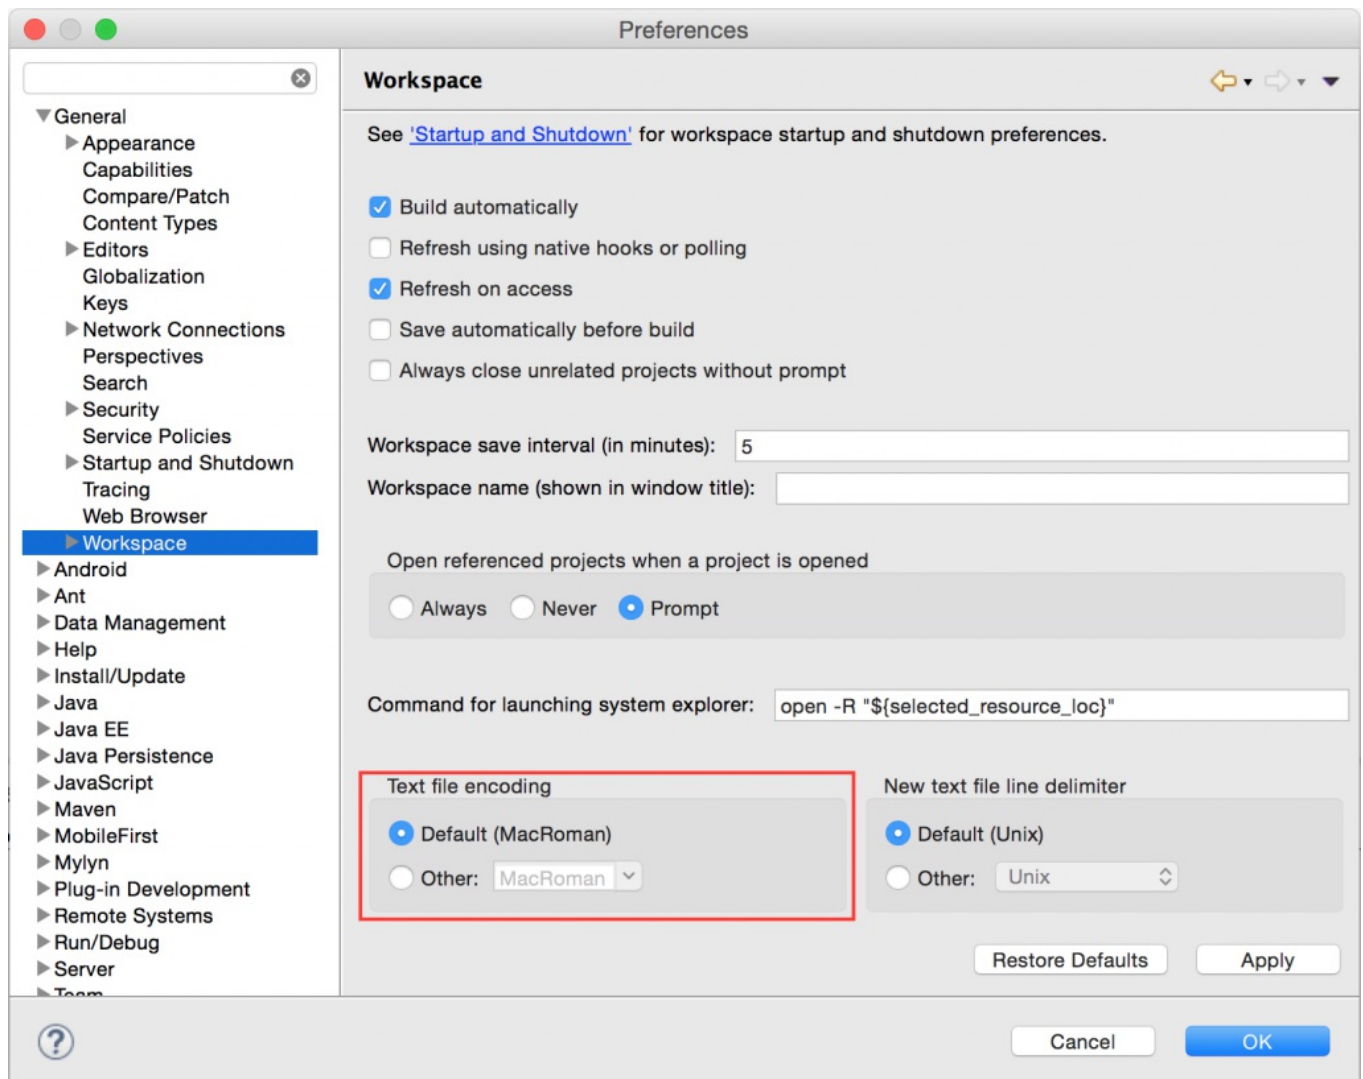 Preferences
General
Appearance
Capabilities
Compare/Patch
Content Types
Editors
Globalization
Keys
Network Connections
Perspectives
Search
Security
Service Policies
Startup and Shutdown
Tracing
Web Browser
Workspace
Android
Ant
Data Management
Help
Install/Update
Java
Java EE
Java Persistence
JavaScript
Maven
MobileFirst
Mylyn
Plug-in Development
Remote Systems
Run/Debug
Server
Team
Workspace
See 'Startup and Shutdown' for workspace startup and shutdown preferences.
Build automatically
Refresh using native hooks or polling
Refresh on access
Save automatically before build
Always close unrelated projects without prompt
Workspace save interval (in minutes): 5
Workspace name (shown in window title):
Open referenced projects when a project is opened
Always Never Prompt
Command for launching system explorer: open -R "${selected_resource_loc}"
Text file encoding
Default (MacRoman)
Other: MacRoman
New text file line delimiter
Default (Unix)
Other: Unix
Restore Defaults Apply
? Cancel OK